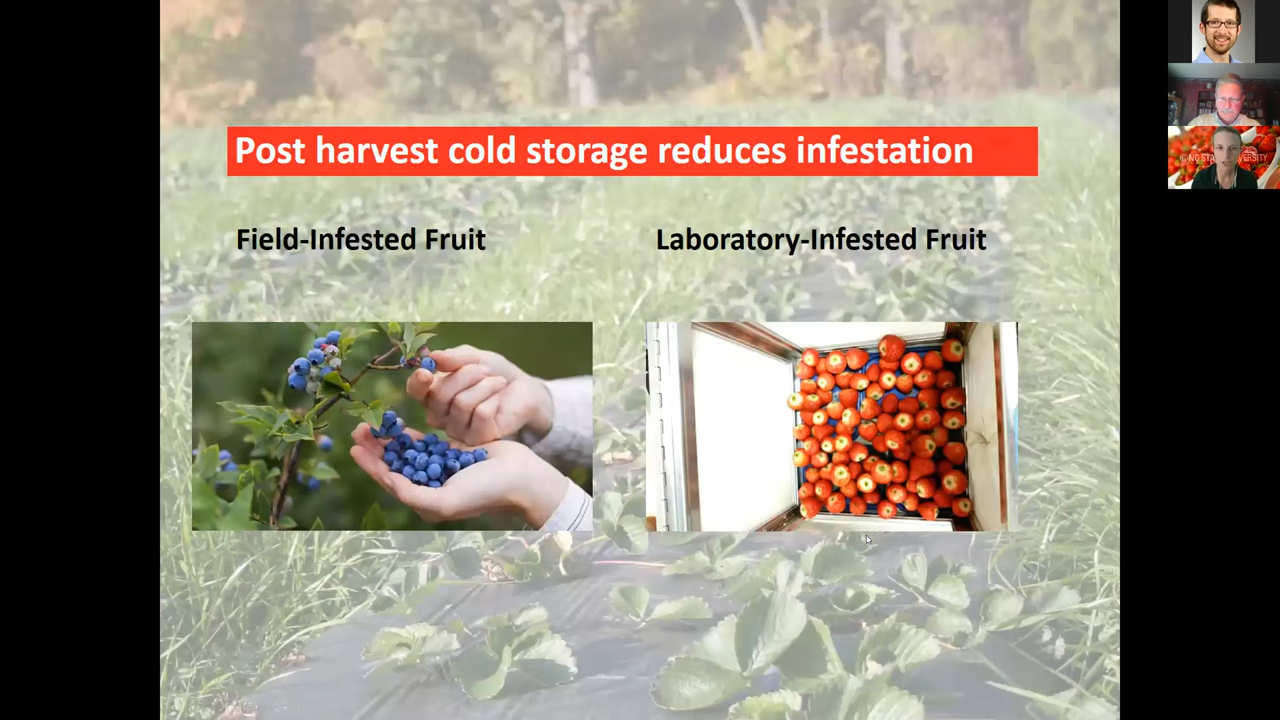 Post harvest cold storage reduces infestation
Field-Infested Fruit
Laboratory-Infested Fruit